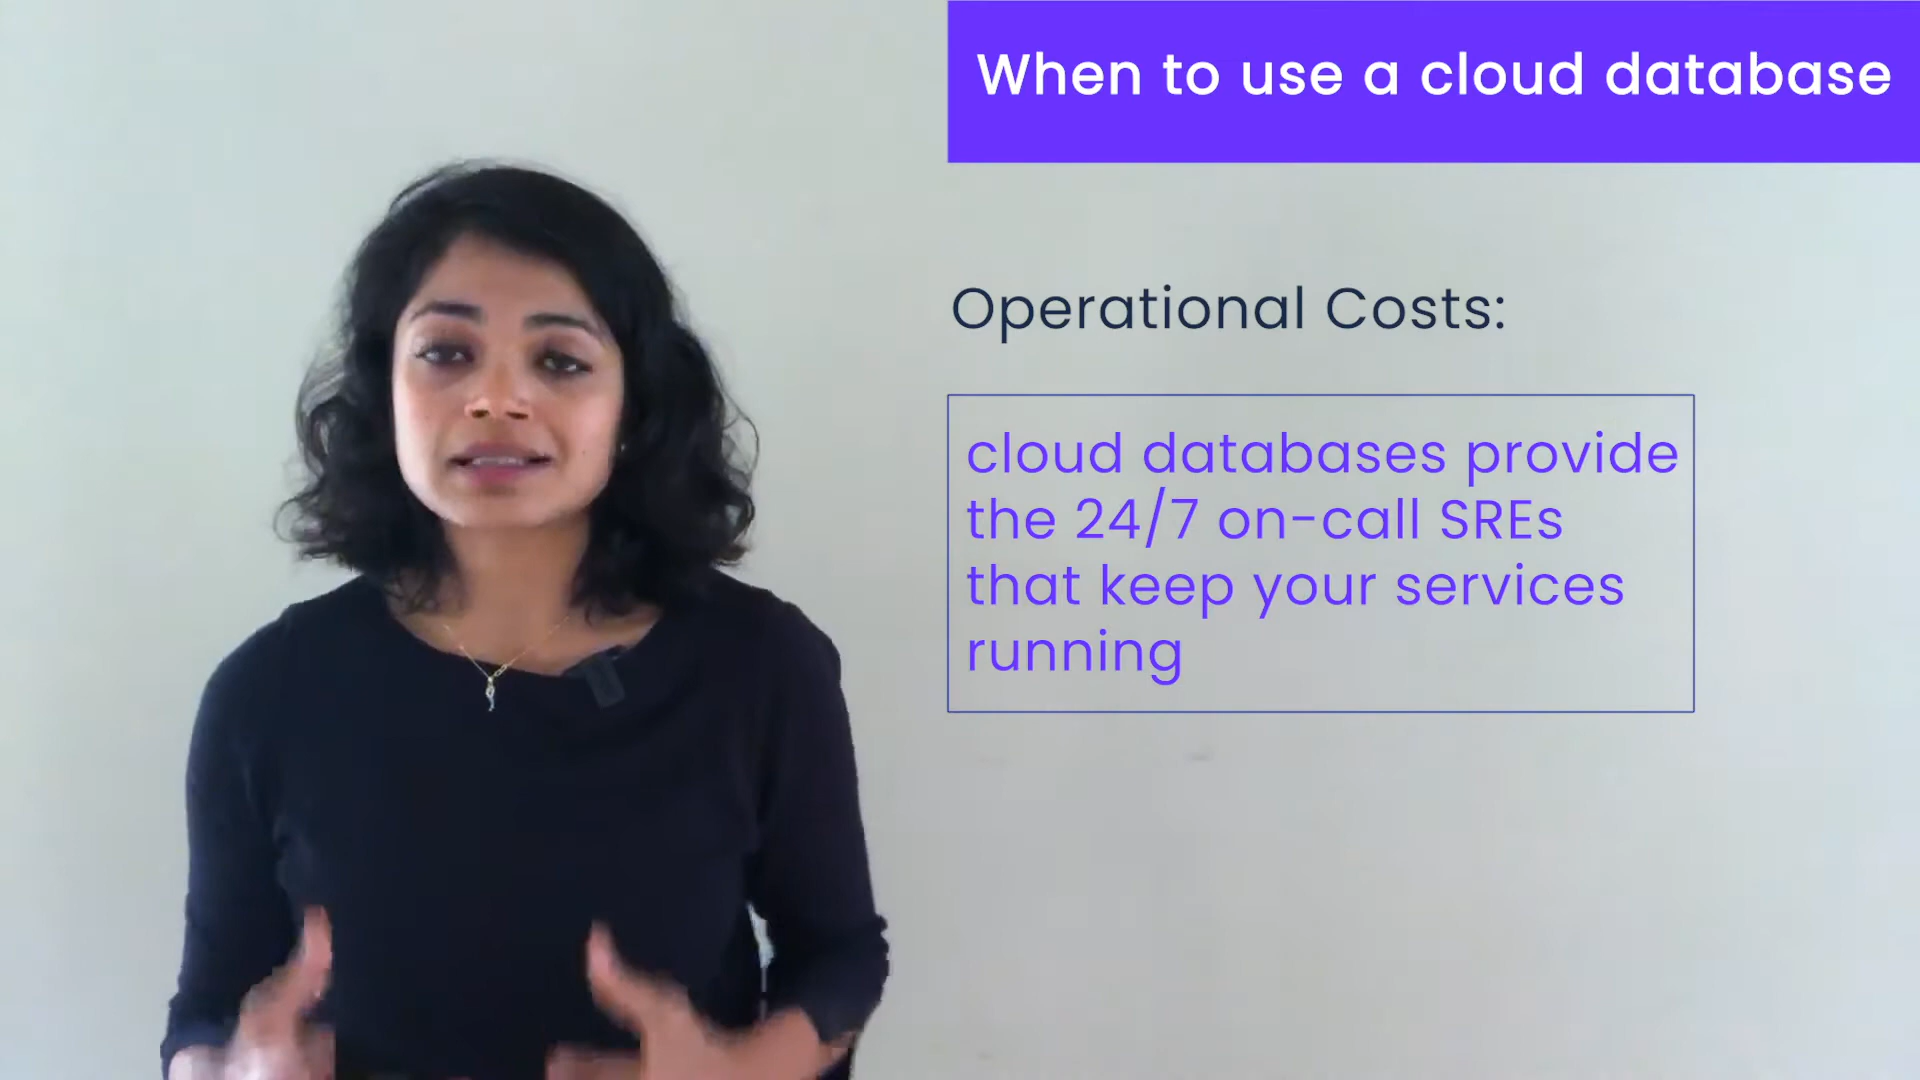 When to use a cloud database
Operational Costs:
cloud databases provide
the 24/7 on-call SREs
that keep your services
running